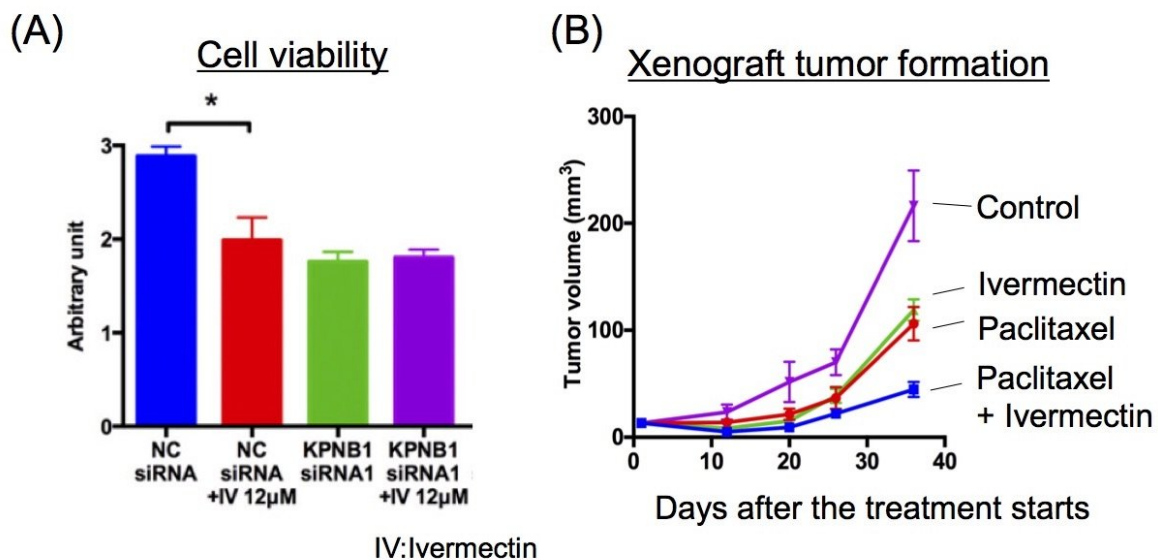 (A)
Cell viability
*
Arbitrary unit
3
2
1
0
NC
siRNA
NC
siRNA
+IV 12µM
KPNB1
siRNA1
KPNB1
siRNA1
+IV 12µM
IV:Ivermectin
(B)
Xenograft tumor formation
Tumor volume (mm³)
300
200
100
0
0 10 20 30 40
Days after the treatment starts
Control
Ivermectin
Paclitaxel
Paclitaxel
+ Ivermectin